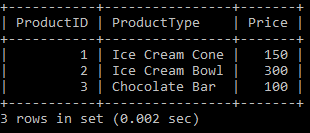 +-----------+----------------+-------+
| ProductID | ProductType    | Price |
+-----------+----------------+-------+
|         1 | Ice Cream Cone |   150 |
|         2 | Ice Cream Bowl |   300 |
|         3 | Chocolate Bar  |   100 |
+-----------+----------------+-------+
3 rows in set (0.002 sec)